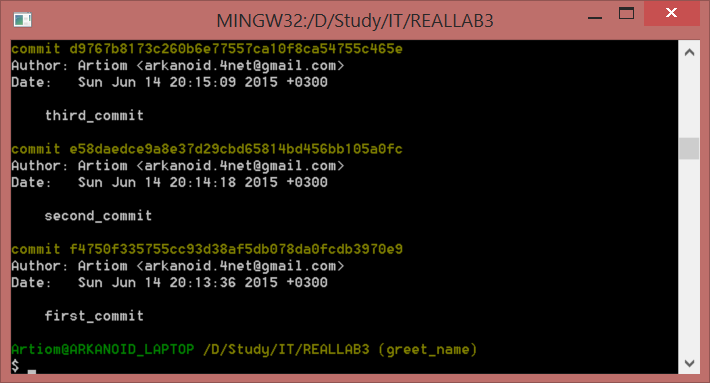 MINGW32:/D/Study/IT/REALLAB3
commit d9767b8173c260b6e77557ca10f8ca54755c465e
Author: Artiom <arkanoid.4net@gmail.com>
Date:   Sun Jun 14 20:15:09 2015 +0300
third_commit
commit e58daedce9a8e37d29cbd65814bd456bb105a0fc
Author: Artiom <arkanoid.4net@gmail.com>
Date:   Sun Jun 14 20:14:18 2015 +0300
second_commit
commit f4750f335755cc93d38af5db078da0fcdb3970e9
Author: Artiom <arkanoid.4net@gmail.com>
Date:   Sun Jun 14 20:13:36 2015 +0300
first_commit
Artiom@ARKANOID_LAPTOP /D/Study/IT/REALLAB3 (greet_name)
$